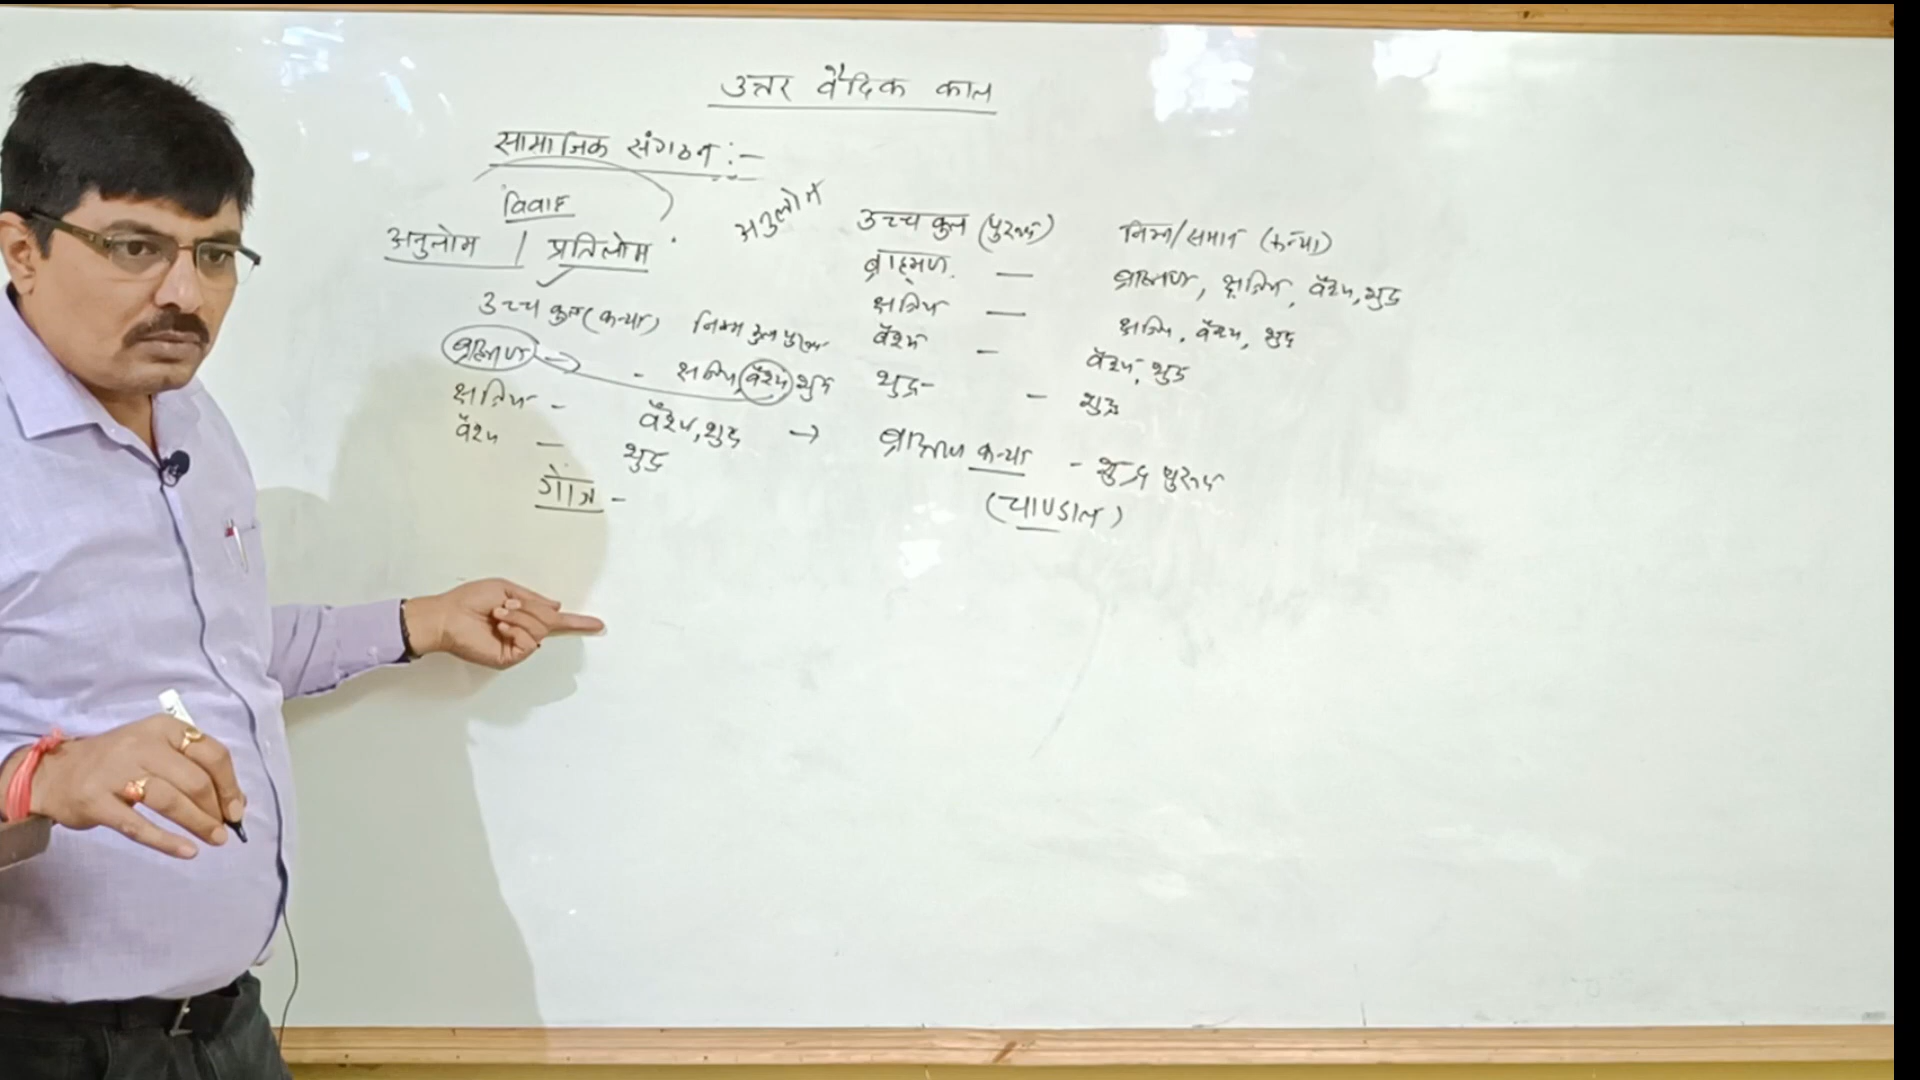 उत्तर वैदिक काल
सामाजिक संगठन :-
विवाह
अनुलोम / प्रतिलोम
उच्च कुल (कन्या) निम्न कुल पुरूष
ब्राह्मण - क्षत्रिय, वैश्य, शुद्र
क्षत्रिय - वैश्य, शुद्र →
वैश्य - शुद्र
गोत्र -
अनुलोम
उच्च कुल (पुरूष) निम्न/समान (कन्या)
ब्राह्मण - ब्राह्मण, क्षत्रिय, वैश्य, शुद्र
क्षत्रिय - क्षत्रिय, वैश्य, शुद्र
वैश्य - वैश्य, शुद्र
शुद्र - शुद्र
ब्राह्मण कन्या - शुद्र पुरूष
(चाण्डाल)